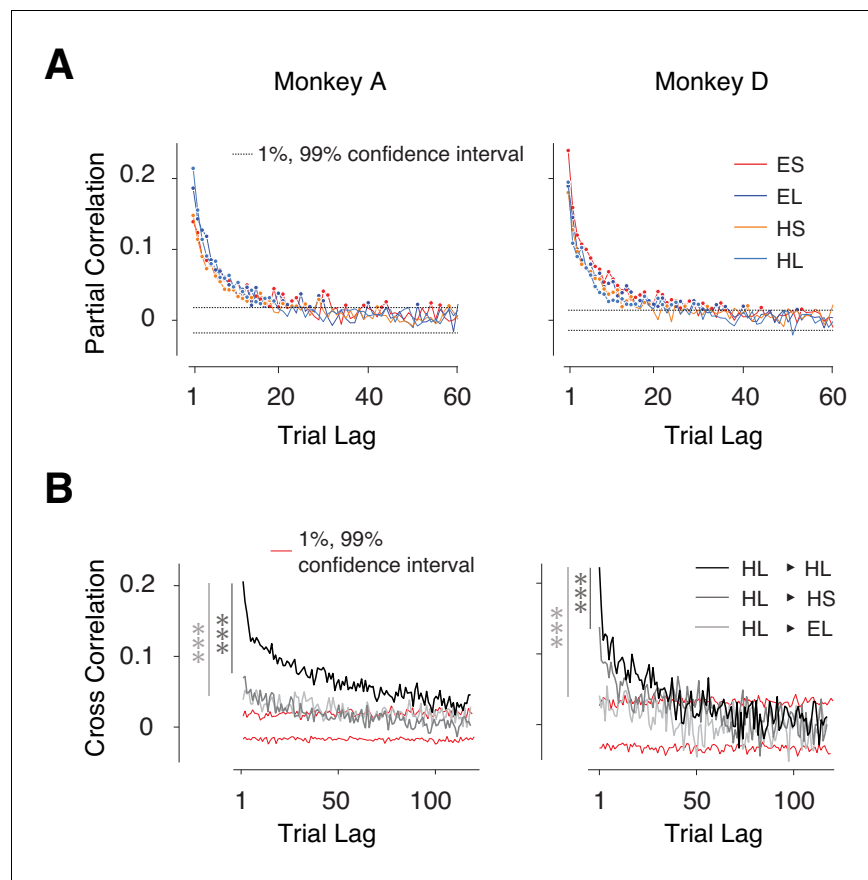 A
Monkey A
Monkey D
Partial Correlation
0.2
0.1
0
1%, 99% confidence interval
ES
EL
HS
HL
1
20
40
60
Trial Lag
1
20
40
60
Trial Lag
B
Cross Correlation
0.2
0.1
0
***
***
1%, 99%
confidence interval
***
***
HL ► HL
HL ► HS
HL ► EL
1
50
100
Trial Lag
1
50
100
Trial Lag